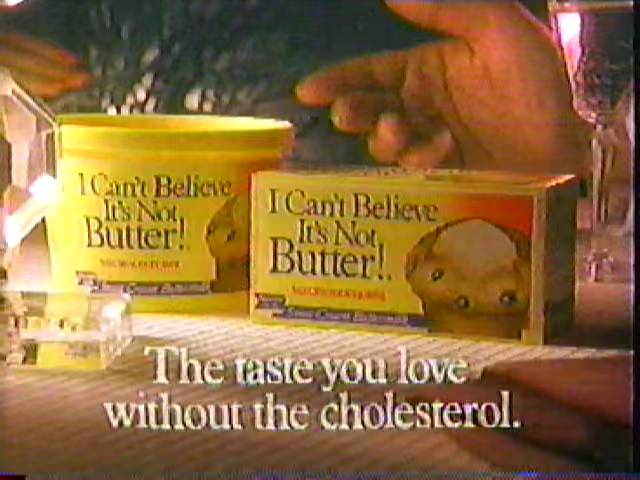 I Can't Believe
It's Not
Butter!
I Can't Believe
It's Not
Butter!
The taste you love
without the cholesterol.